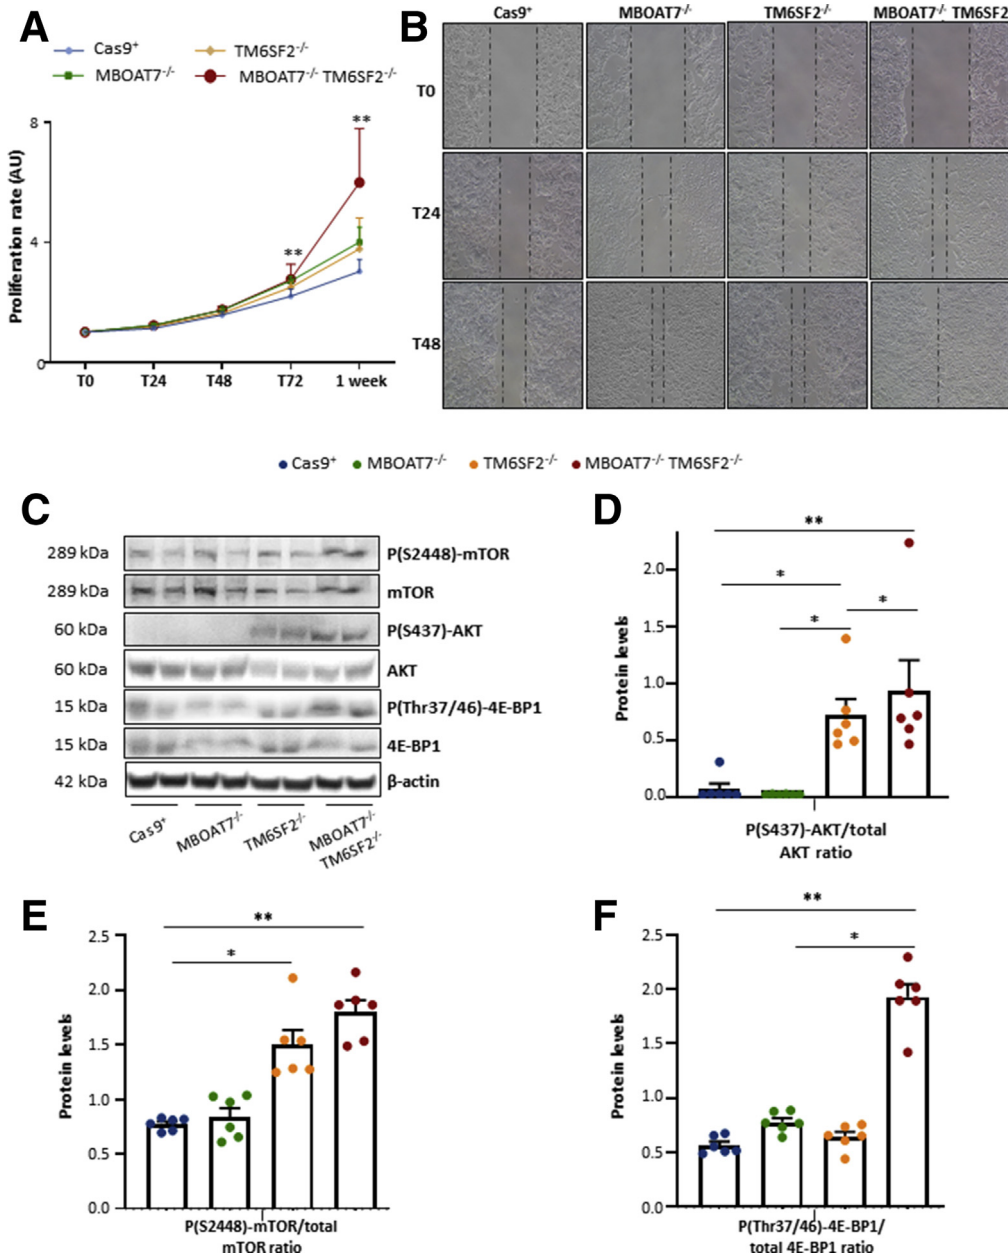 A
Cas9⁺
TM6SF2⁻/⁻
MBOAT7⁻/⁻
MBOAT7⁻/⁻ TM6SF2⁻/⁻
Proliferation rate (AU)
8
4
0
**
**
T0
T24
T48
T72
1 week
B
Cas9⁺
MBOAT7⁻/⁻
TM6SF2⁻/⁻
MBOAT7⁻/⁻ TM6SF2
T0
T24
T48
Cas9⁺
MBOAT7⁻/⁻
TM6SF2⁻/⁻
MBOAT7⁻/⁻ TM6SF2⁻/⁻
C
289 kDa
P(S2448)-mTOR
289 kDa
mTOR
60 kDa
P(S437)-AKT
60 kDa
AKT
15 kDa
P(Thr37/46)-4E-BP1
15 kDa
4E-BP1
42 kDa
β-actin
Cas9⁺
MBOAT7⁻/⁻
TM6SF2⁻/⁻
MBOAT7⁻/⁻
TM6SF2⁻/⁻
D
Protein levels
2.0
1.5
1.0
0.5
0.0
**
*
*
*
P(S437)-AKT/total
AKT ratio
E
Protein levels
2.5
2.0
1.5
1.0
0.5
0.0
**
*
P(S2448)-mTOR/total
mTOR ratio
F
Protein levels
2.5
2.0
1.5
1.0
0.5
0.0
**
*
P(Thr37/46)-4E-BP1/
total 4E-BP1 ratio